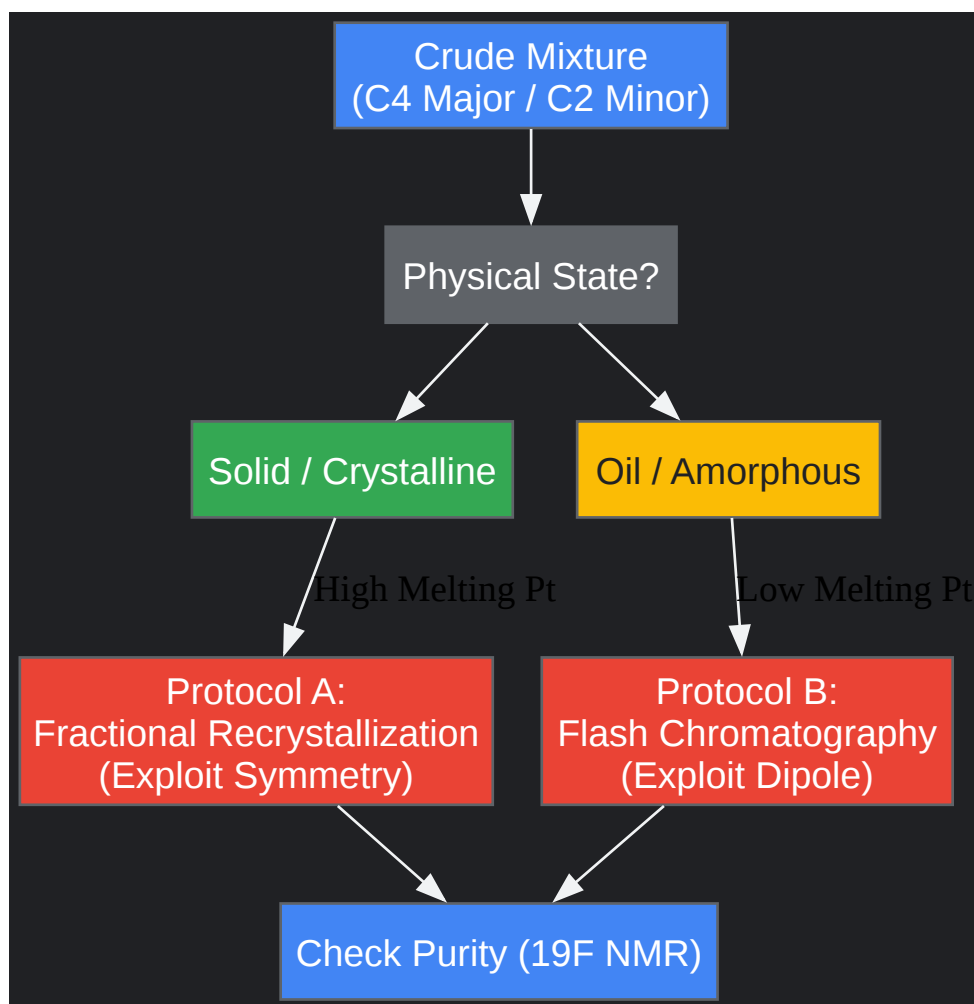 Crude Mixture
(C4 Major / C2 Minor)
Physical State?
Solid / Crystalline
Oil / Amorphous
High Melting Pt
Low Melting Pt
Protocol A:
Fractional Recrystallization
(Exploit Symmetry)
Protocol B:
Flash Chromatography
(Exploit Dipole)
Check Purity (19F NMR)